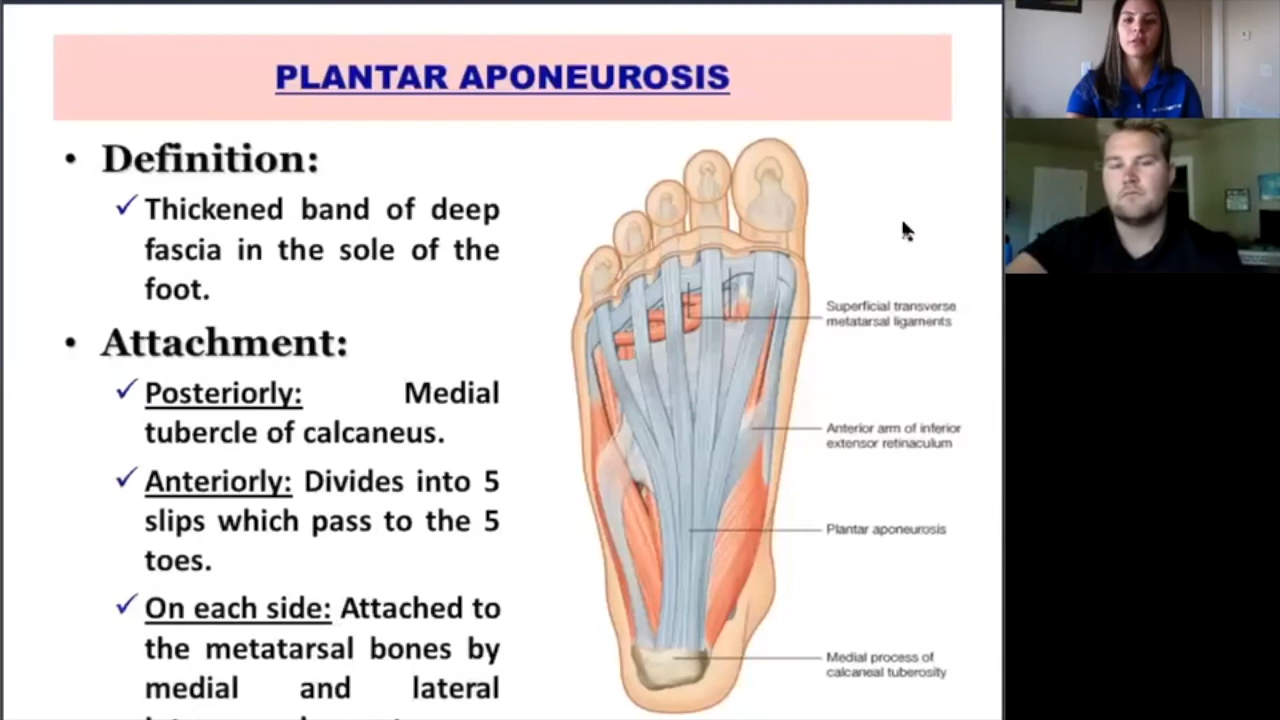 PLANTAR APONEUROSIS
• Definition:
✓ Thickened band of deep
fascia in the sole of the
foot.
• Attachment:
✓ Posteriorly: Medial
tubercle of calcaneus.
✓ Anteriorly: Divides into 5
slips which pass to the 5
toes.
✓ On each side: Attached to
the metatarsal bones by
medial and lateral
Superficial transverse
metatarsal ligaments
Anterior arm of inferior
extensor retinaculum
Plantar aponeurosis
Medial process of
calcaneal tuberosity